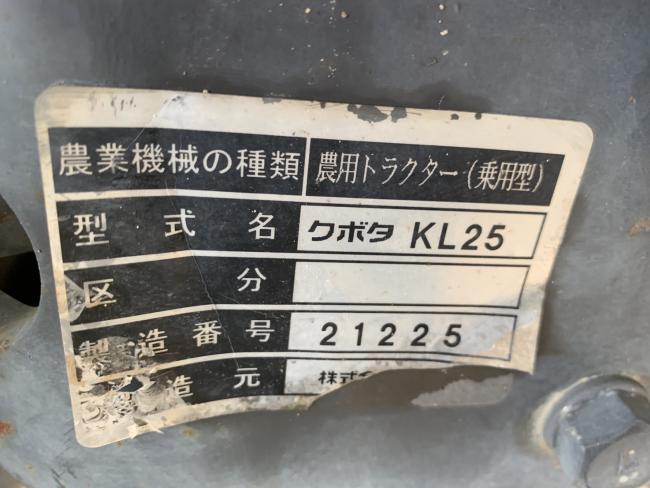 農業機械の種類 農用トラクター(乗用型)
型式名 クボタ KL25
区分
製造番号 21225
造元 株式